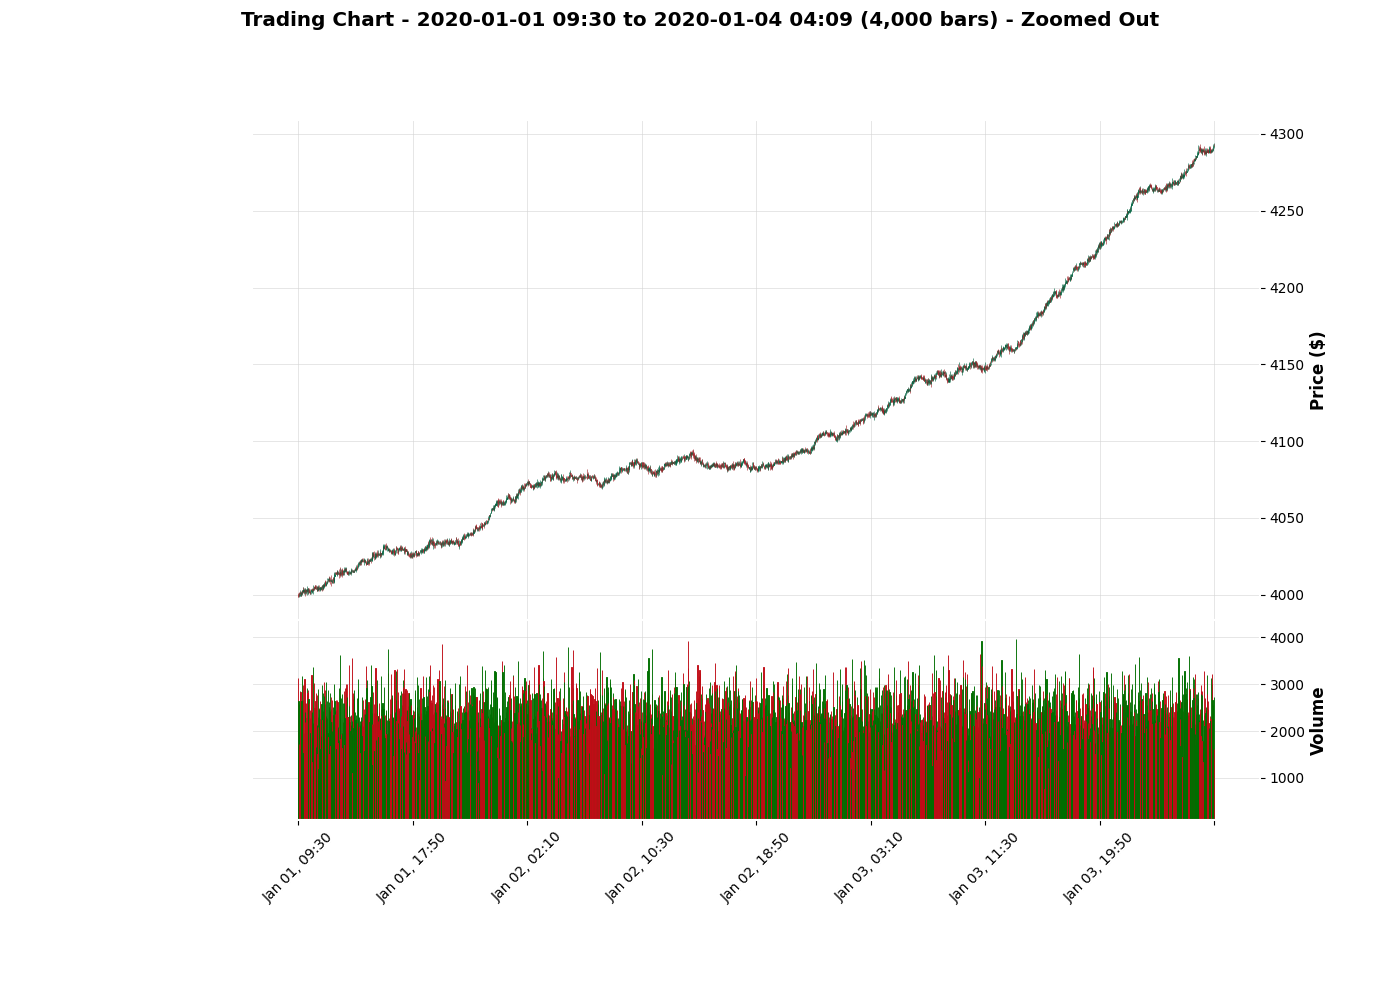 Trading Chart - 2020-01-01 09:30 to 2020-01-04 04:09 (4,000 bars) - Zoomed Out
4300
4250
4200
4150
4100
4050
4000
Price ($)
4000
3000
2000
1000
Volume
Jan 01, 09:30
Jan 01, 17:50
Jan 02, 02:10
Jan 02, 10:30
Jan 02, 18:50
Jan 03, 03:10
Jan 03, 11:30
Jan 03, 19:50